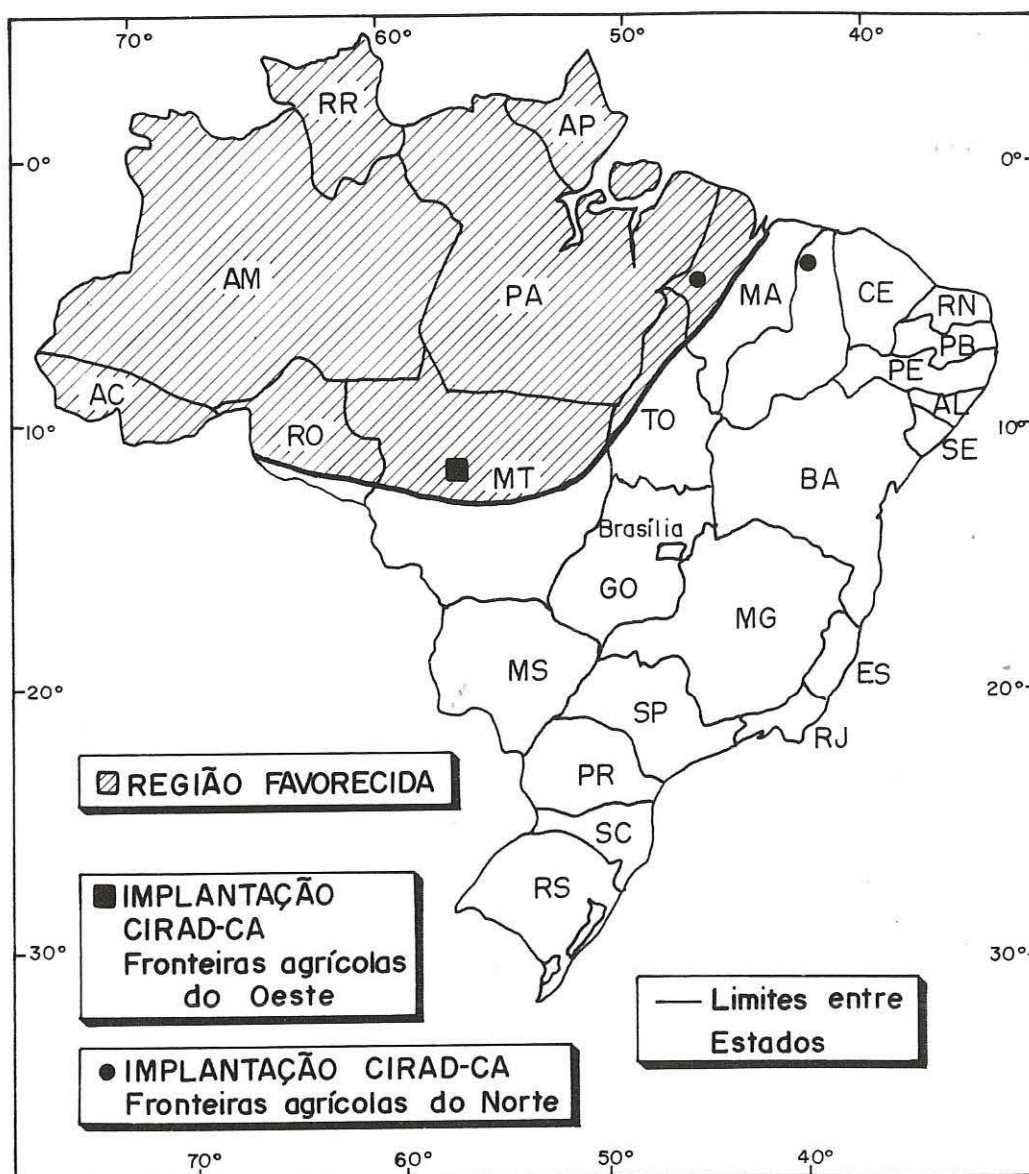 70° 60° 50° 40°
RR
AP
0° 0°
AM
PA
MA
CE
RN
PB
PE
AC
AL
10° RO TO 10°
SE
MT
BA
Brasília
GO
MG
MS
ES
20° 20°
SP
RJ
REGIÃO FAVORECIDA
PR
SC
IMPLANTAÇÃO
CIRAD-CA
Fronteiras agrícolas
do Oeste
RS
30° 30°
Limites entre
Estados
IMPLANTAÇÃO CIRAD-CA
Fronteiras agrícolas do Norte
70° 60° 50° 40°